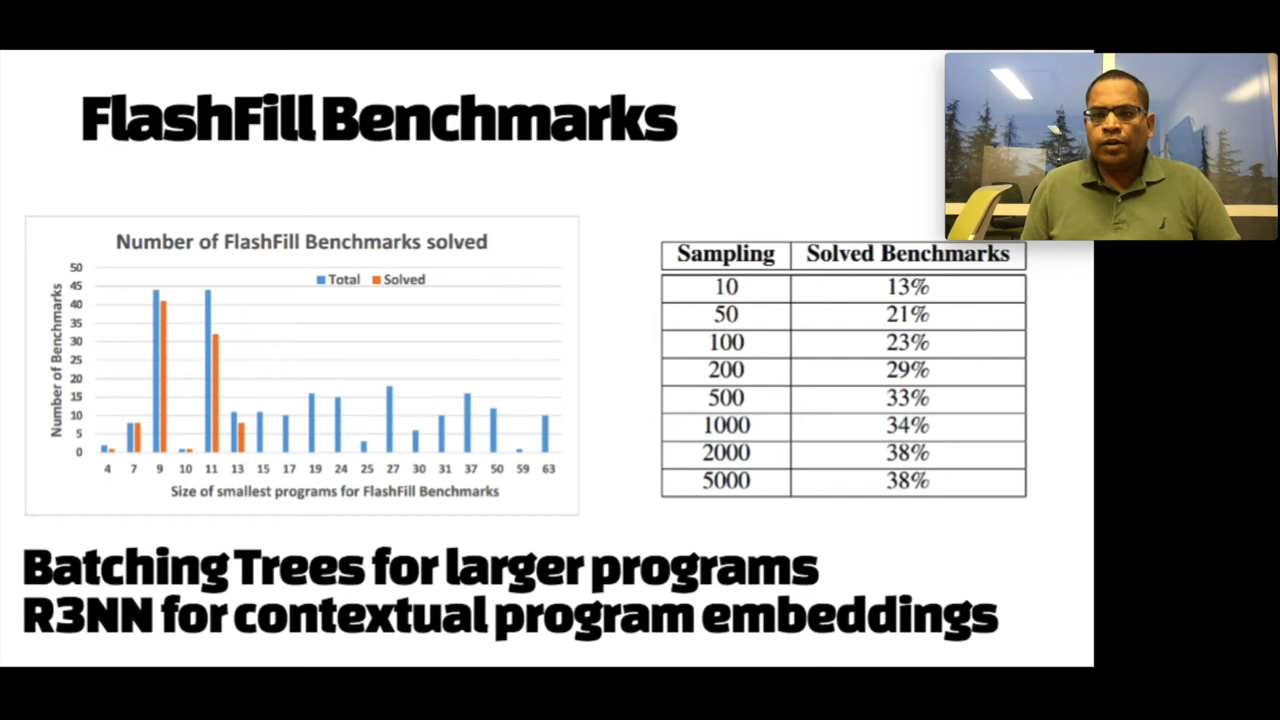 FlashFill Benchmarks
Number of FlashFill Benchmarks solved
Total Solved
Number of Benchmarks
50
45
40
35
30
25
20
15
10
5
0
4 7 9 10 11 13 15 17 19 24 25 27 30 31 37 50 59 63
Size of smallest programs for FlashFill Benchmarks
Sampling Solved Benchmarks
10 13%
50 21%
100 23%
200 29%
500 33%
1000 34%
2000 38%
5000 38%
Batching Trees for larger programs
R3NN for contextual program embeddings